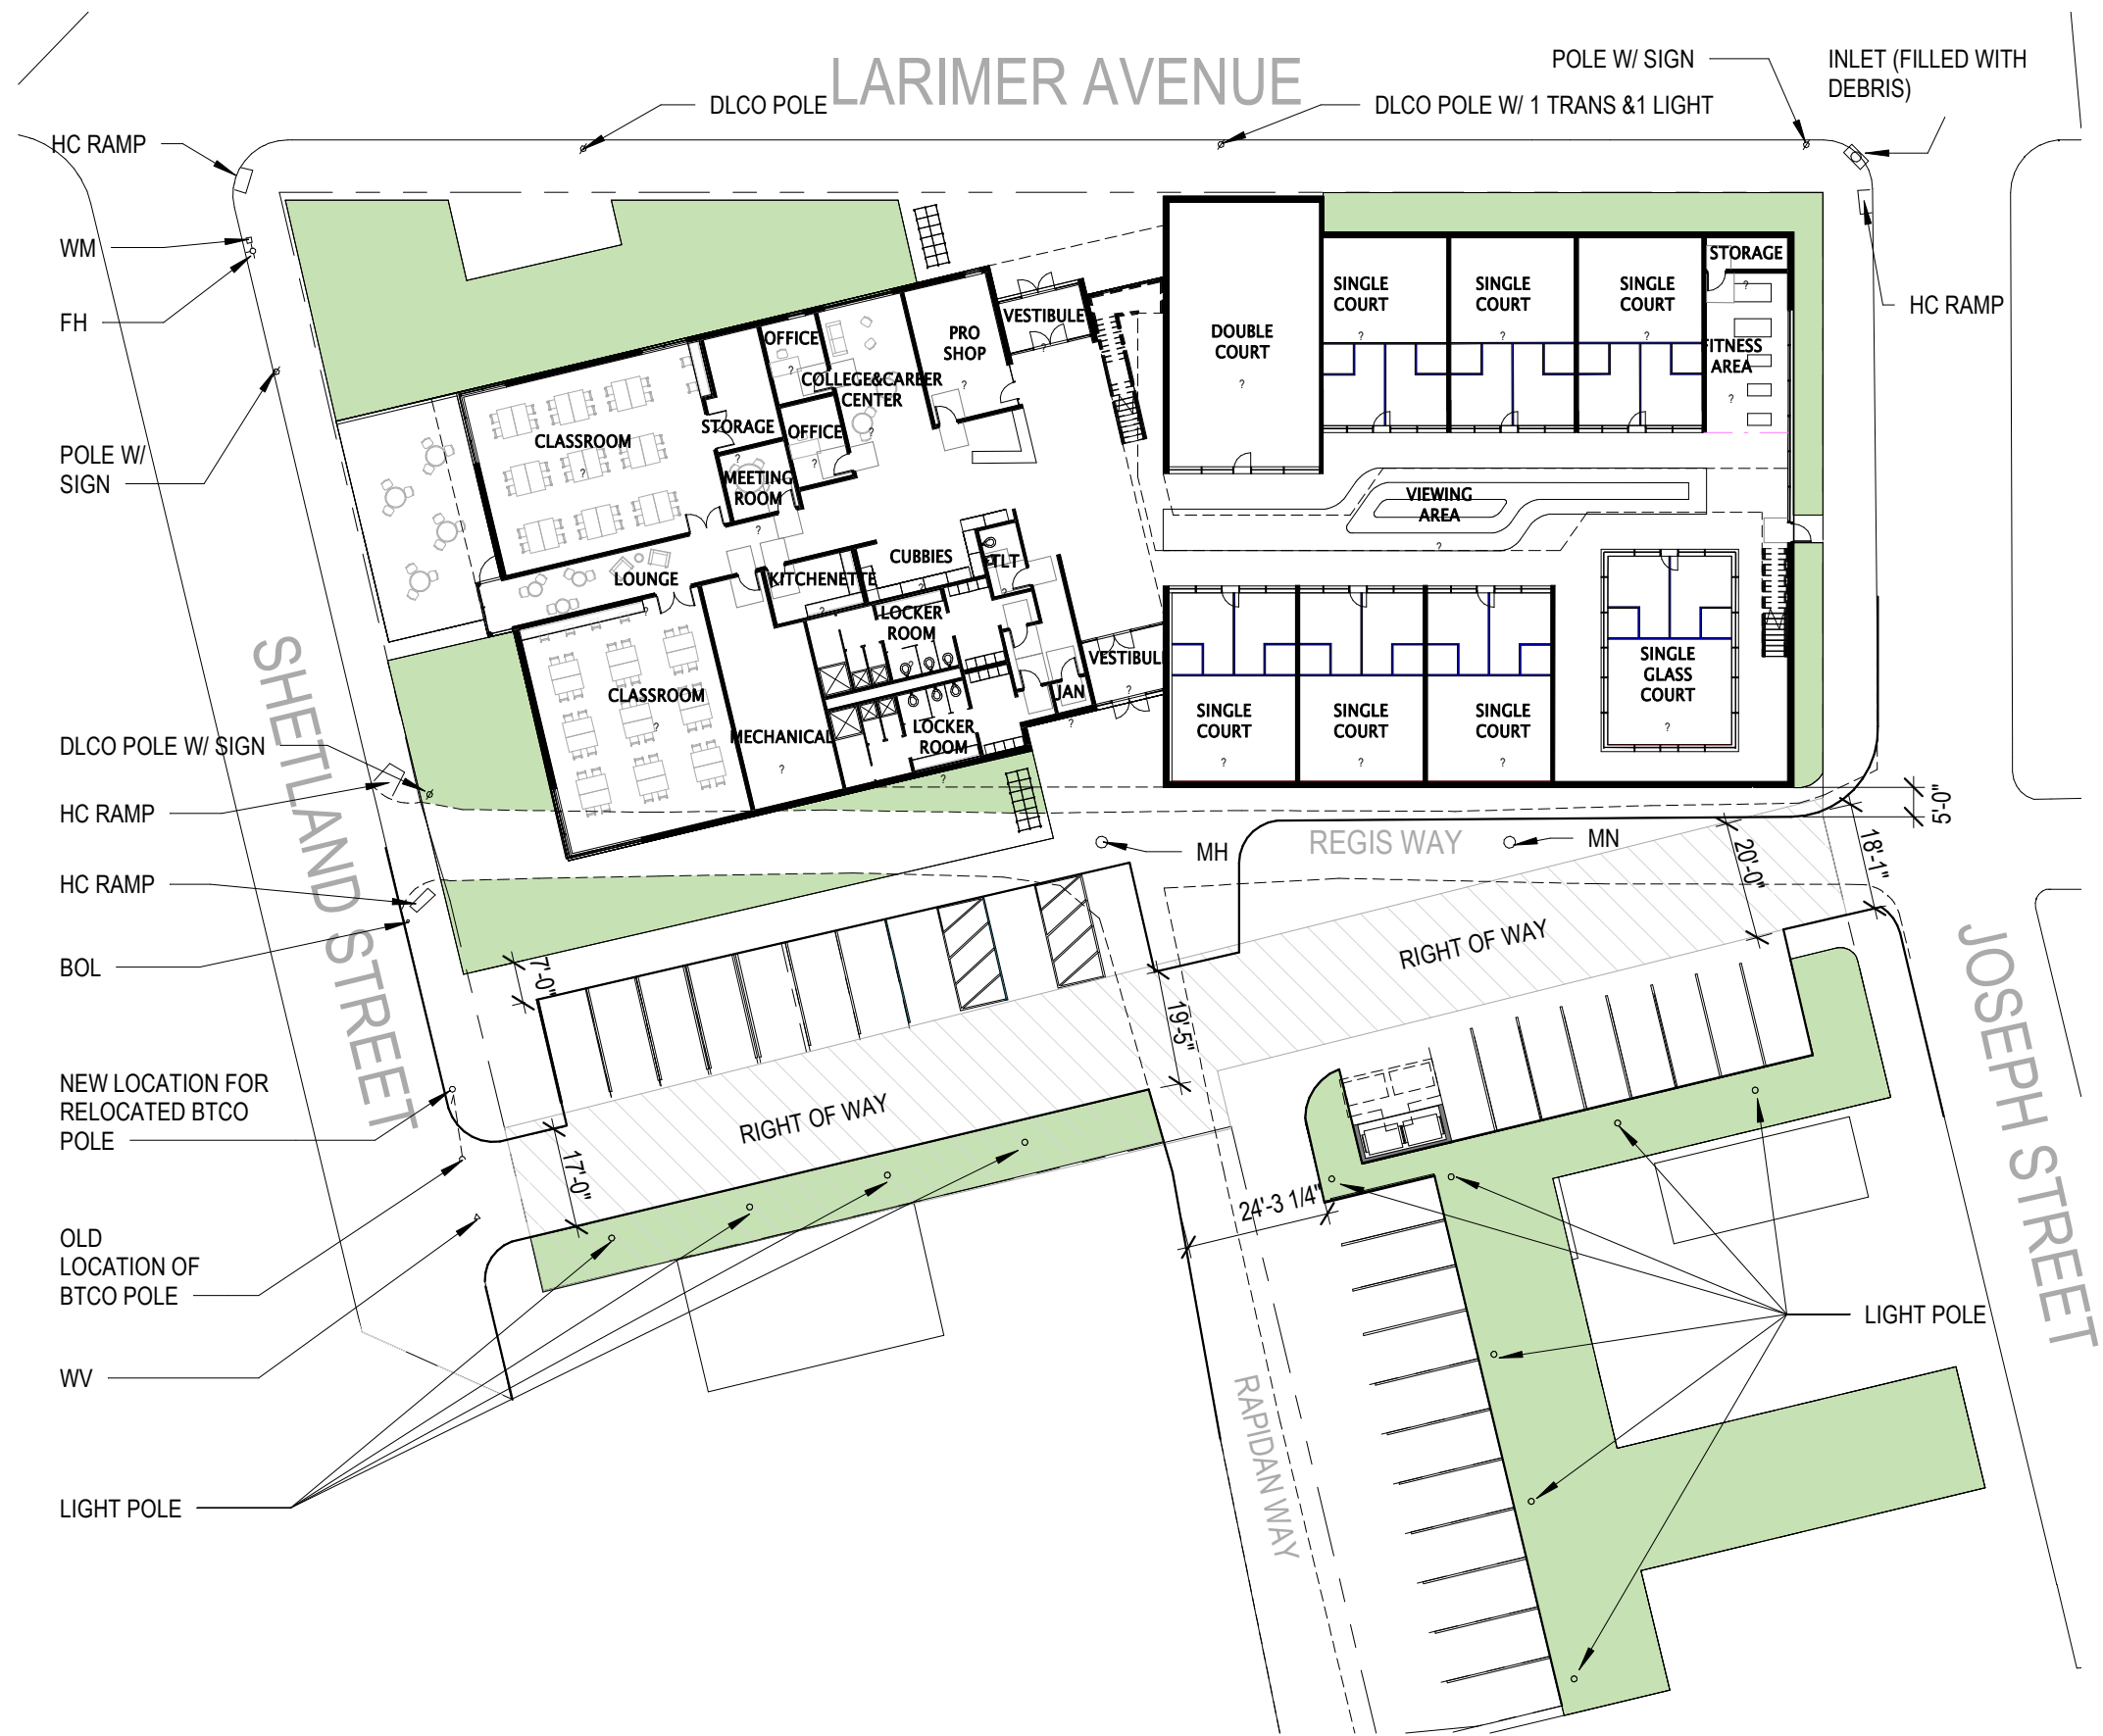 LARIMER AVENUE
POLE W/ SIGN
INLET (FILLED WITH
DEBRIS)
DLCO POLE
DLCO POLE W/ 1 TRANS &1 LIGHT
HC RAMP
WM
FH
POLE W/
SIGN
HC RAMP
STORAGE
SINGLE
COURT
?
SINGLE
COURT
?
SINGLE
COURT
?
DOUBLE
COURT
?
FITNESS
AREA
?
?
VESTIBULE
?
OFFICE
?
PRO
SHOP
?
COLLEGE&CAREER
CENTER
?
CLASSROOM
?
STORAGE
?
OFFICE
?
MEETING
ROOM
?
VIEWING
AREA
?
CUBBIES
?
TLT
?
LOUNGE
?
KITCHENETTE
?
LOCKER
ROOM
VESTIBULE
?
SINGLE
GLASS
COURT
?
CLASSROOM
?
JAN
?
SINGLE
COURT
?
SINGLE
COURT
?
SINGLE
COURT
?
MECHANICAL
?
LOCKER
ROOM
?
SHETLAND STREET
DLCO POLE W/ SIGN
HC RAMP
HC RAMP
BOL
MH
REGIS WAY
MN
5'-0"
18'-1"
20'-0"
RIGHT OF WAY
7'-0"
19'-5"
JOSEPH STREET
NEW LOCATION FOR
RELOCATED BTCO
POLE
RIGHT OF WAY
17'-0"
24'-3 1/4"
OLD
LOCATION OF
BTCO POLE
WV
LIGHT POLE
LIGHT POLE
RAPIDAN WAY